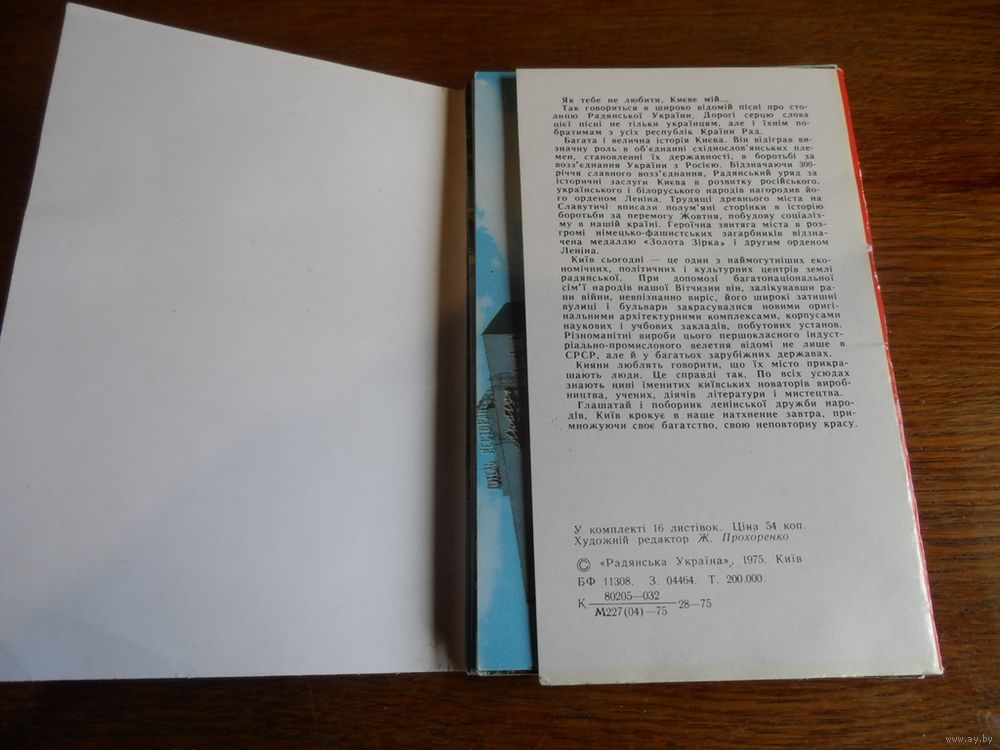 Як тебе не любити, Києве мій...
Так говориться в широко відомій пісні про сто-
лицю Радянської України. Дорогі серцю слова
цієї пісні не тільки українцям, але і їхнім по-
братимам з усіх республік Країни Рад.
Багата і велична історія Києва. Він відіграв ви-
значну роль в об'єднанні східнослов'янських пле-
мен, становленні їх державності, в боротьбі за
возз'єднання України з Росією. Відзначаючи 300-
річчя славного возз'єднання, Радянський уряд за
історичні заслуги Києва в розвитку російського,
українського і білоруського народів нагородив йо-
го орденом Леніна. Трудящі древнього міста на
Славутичі вписали полум'яні сторінки в історію
боротьби за перемогу Жовтня, побудову соціаліз-
му в нашій країні. Героїчна звитяга міста в роз-
громі німецько-фашистських загарбників відзна-
чена медаллю «Золота Зірка» і другим орденом
Леніна.
Київ сьогодні — це один з наймогутніших еко-
номічних, політичних і культурних центрів землі
радянської. При допомозі багатонаціональної
сім'ї народів нашої Вітчизни він, залікувавши ра-
ни війни, невпізнанно виріс, його широкі затишні
вулиці і бульвари закрасувалися новими оригі-
нальними архітектурними комплексами, корпусами
наукових і учбових закладів, побутових установ.
Різноманітні вироби цього першокласного індуст-
ріально-промислового велетня відомі не лише в
СРСР, але й у багатьох зарубіжних державах.
Кияни люблять говорити, що їх місто прикра-
шають люди. Це справді так. По всіх усюдах
знають нині іменитих київських новаторів вироб-
ництва, учених, діячів літератури і мистецтва.
Глашатай і поборник ленінської дружби наро-
дів, Київ крокує в наше натхненне завтра, при-
множуючи своє багатство, свою неповторну красу.
У комплекті 16 листівок. Ціна 54 коп.
Художній редактор Ж. Прохоренко
© «Радянська Україна», 1975. Київ
БФ 11308. З. 04464. Т. 200.000.
К 80205—032
М227(04)—75 28—75
www.ay.by